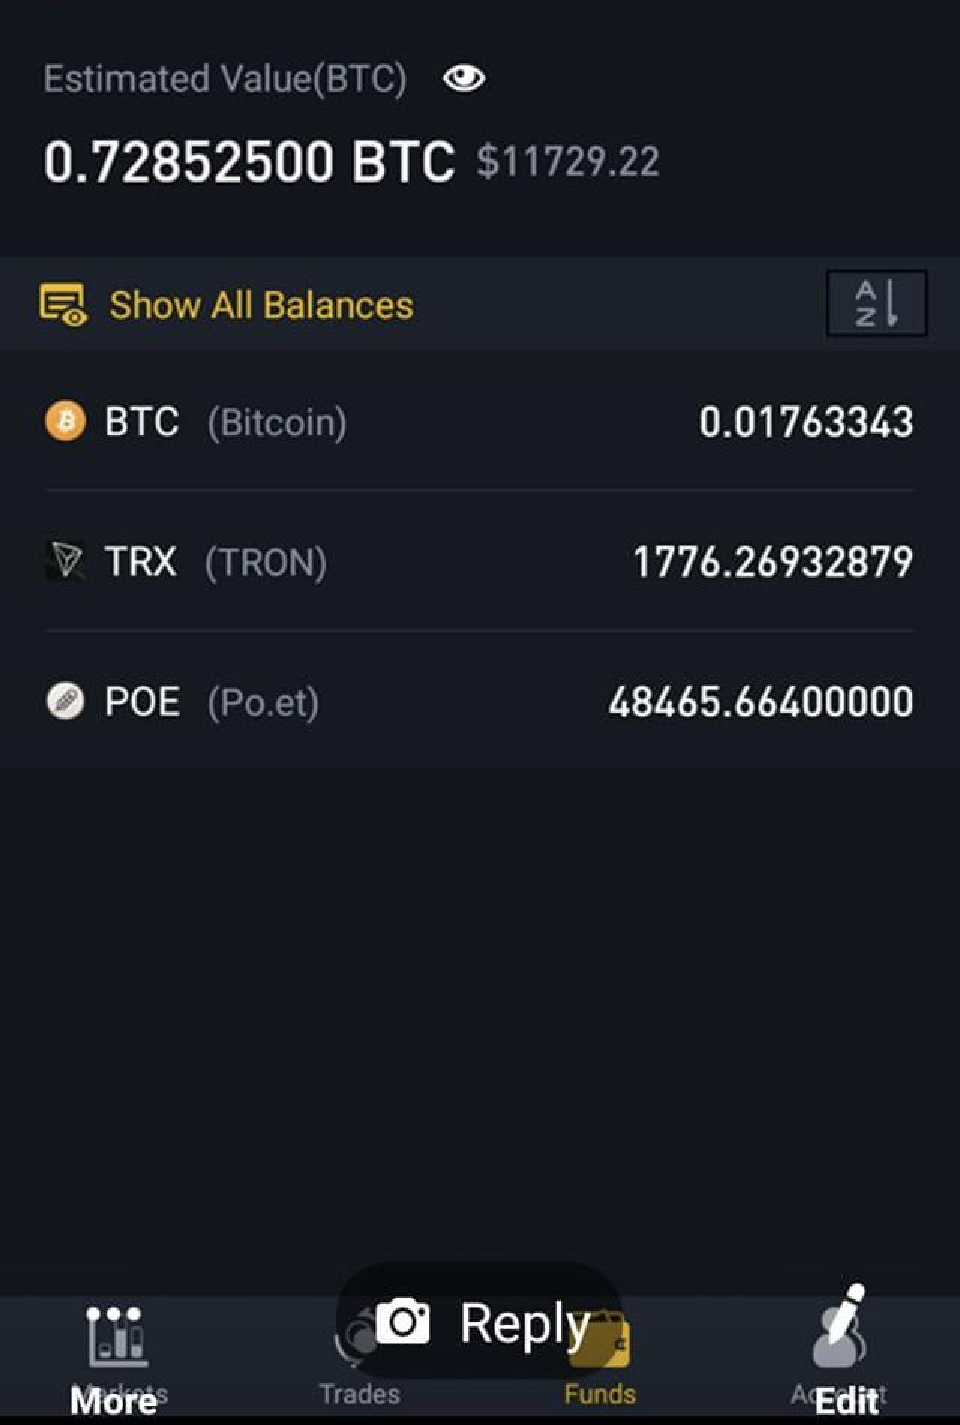 Estimated Value(BTC)
0.72852500 BTC $11729.22
Show All Balances
A
Z
BTC (Bitcoin) 0.01763343
TRX (TRON) 1776.26932879
POE (Po.et) 48465.66400000
Reply
Markets Trades Funds Account
More Edit